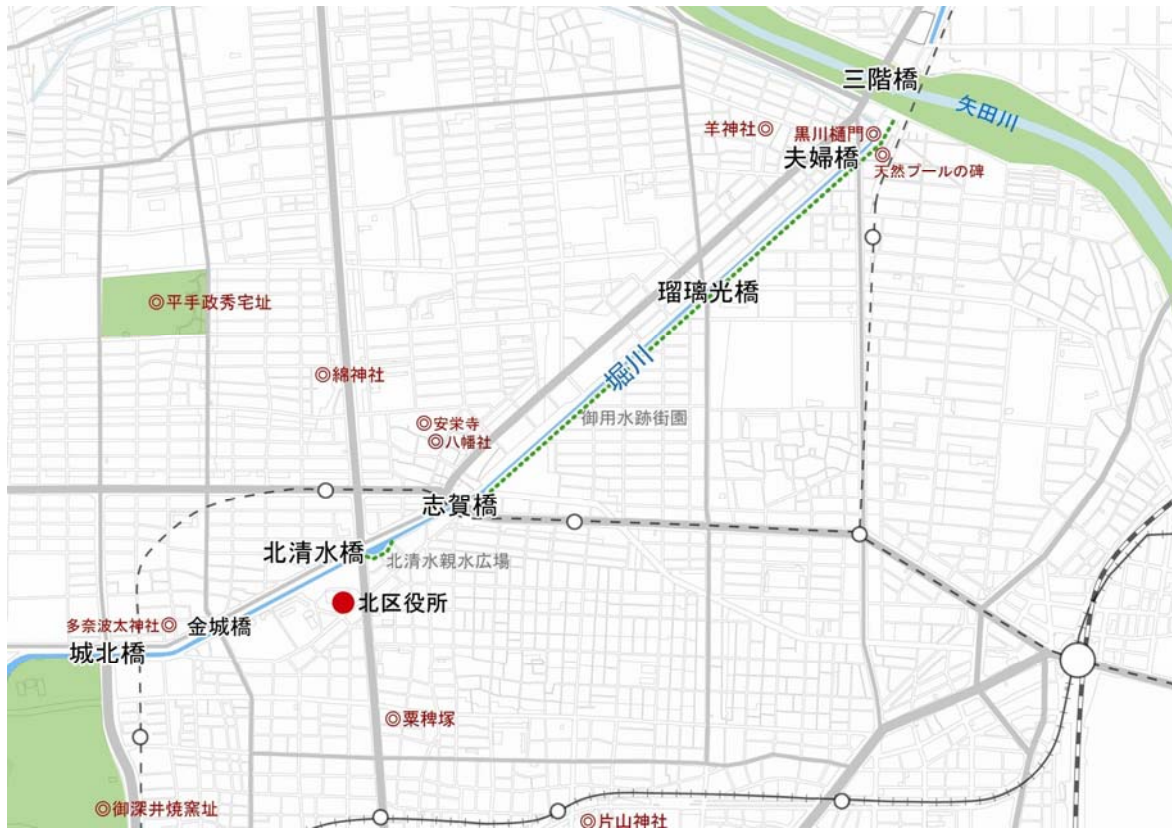 三階橋
矢田川
羊神社◎
黒川樋門◎
夫婦橋
◎
天然プールの碑
瑠璃光橋
◎平手政秀宅址
堀川
◎綿神社
御用水跡街園
◎安栄寺
◎八幡社
志賀橋
北清水橋
北清水親水広場
北区役所
多奈波太神社◎
金城橋
城北橋
◎粟稗塚
◎御深井焼窯址
◎片山神社